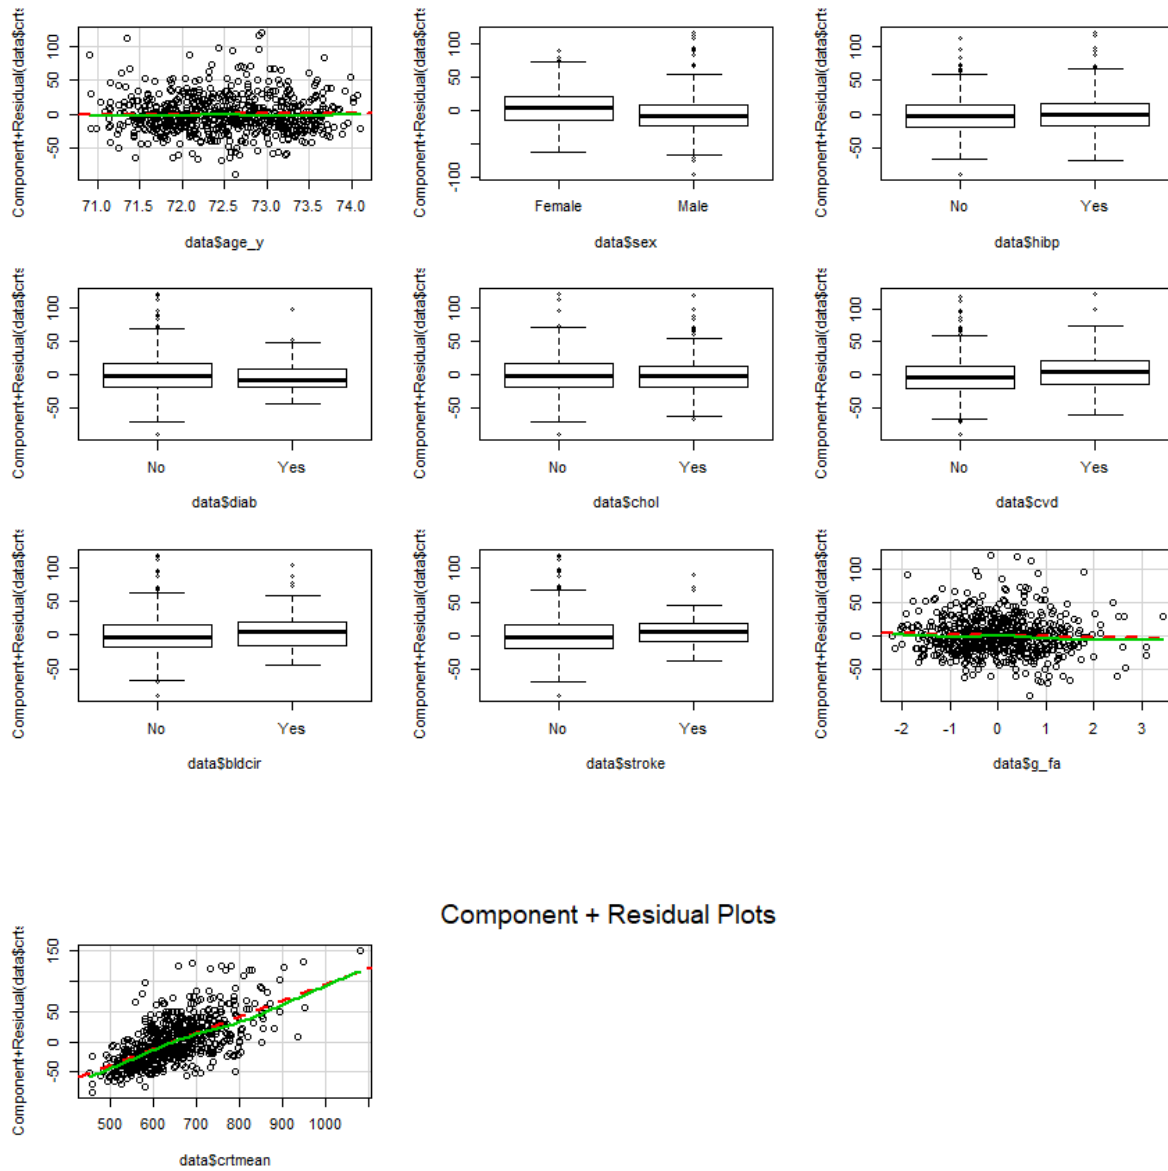 Component+Residual(data$crts
100
50
0
-50
71.0 71.5 72.0 72.5 73.0 73.5 74.0
data$age_y
Component+Residual(data$crts
100
50
0
-100
Female Male
data$sex
Component+Residual(data$crts
100
50
0
-50
No Yes
data$hibp
Component+Residual(data$crts
100
50
0
-50
No Yes
data$diab
Component+Residual(data$crts
100
50
0
-50
No Yes
data$chol
Component+Residual(data$crts
100
50
0
-50
No Yes
data$cvd
Component+Residual(data$crts
100
50
0
-50
No Yes
data$bldcir
Component+Residual(data$crts
100
50
0
-50
No Yes
data$stroke
Component+Residual(data$crts
100
50
0
-50
-2 -1 0 1 2 3
data$g_fa
Component + Residual Plots
Component+Residual(data$crts
150
50
0
-50
500 600 700 800 900 1000
data$crtmean